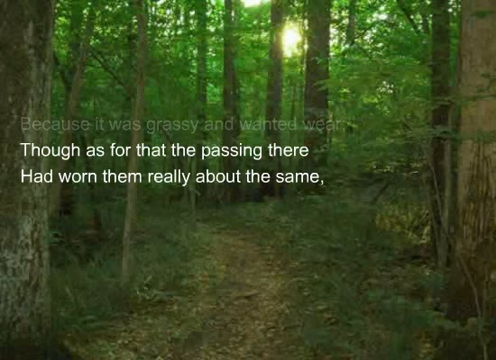 Because it was grassy and wanted wear;
Though as for that the passing there
Had worn them really about the same,